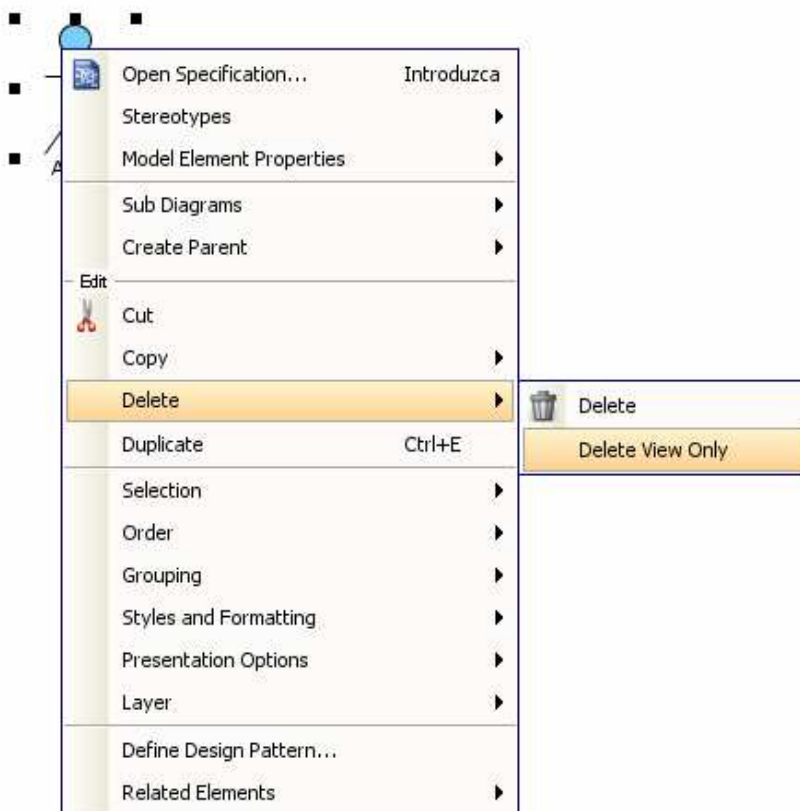 A
Open Specification... Introduzca
Stereotypes
Model Element Properties
Sub Diagrams
Create Parent
Edit
Cut
Copy
Delete
Delete
Duplicate Ctrl+E
Delete View Only
Selection
Order
Grouping
Styles and Formatting
Presentation Options
Layer
Define Design Pattern...
Related Elements